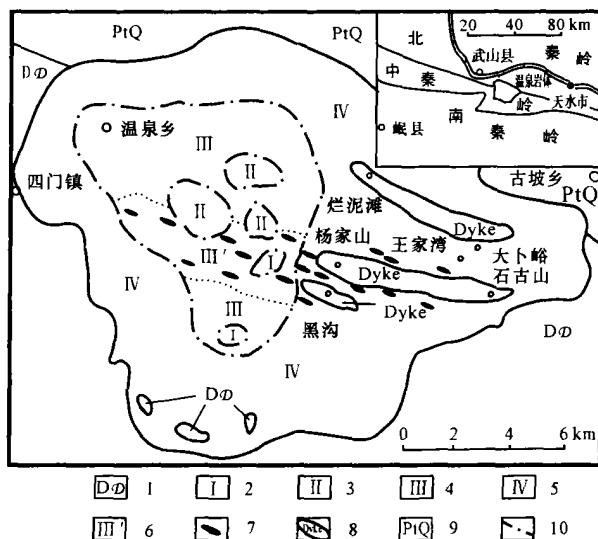 PtQ
PtQ
20 40 80 km
北
秦
岭
武山县
中
秦
温泉岩体
岭
天水市
南
秦
岭
岷县
D𝒟
IV
温泉乡
III
II
四门镇
古坡乡
PtQ
II
II
烂泥滩
Dyke
杨家山
王家湾
大卜峪
III'
I
Dyke
石古山
IV
III
Dyke
I
黑沟
D𝒟
IV
D𝒟
0 2 4 6 km
D𝒟 1 I 2 II 3 III 4 IV 5
III' 6 7 Dyke 8 PtQ 9 10